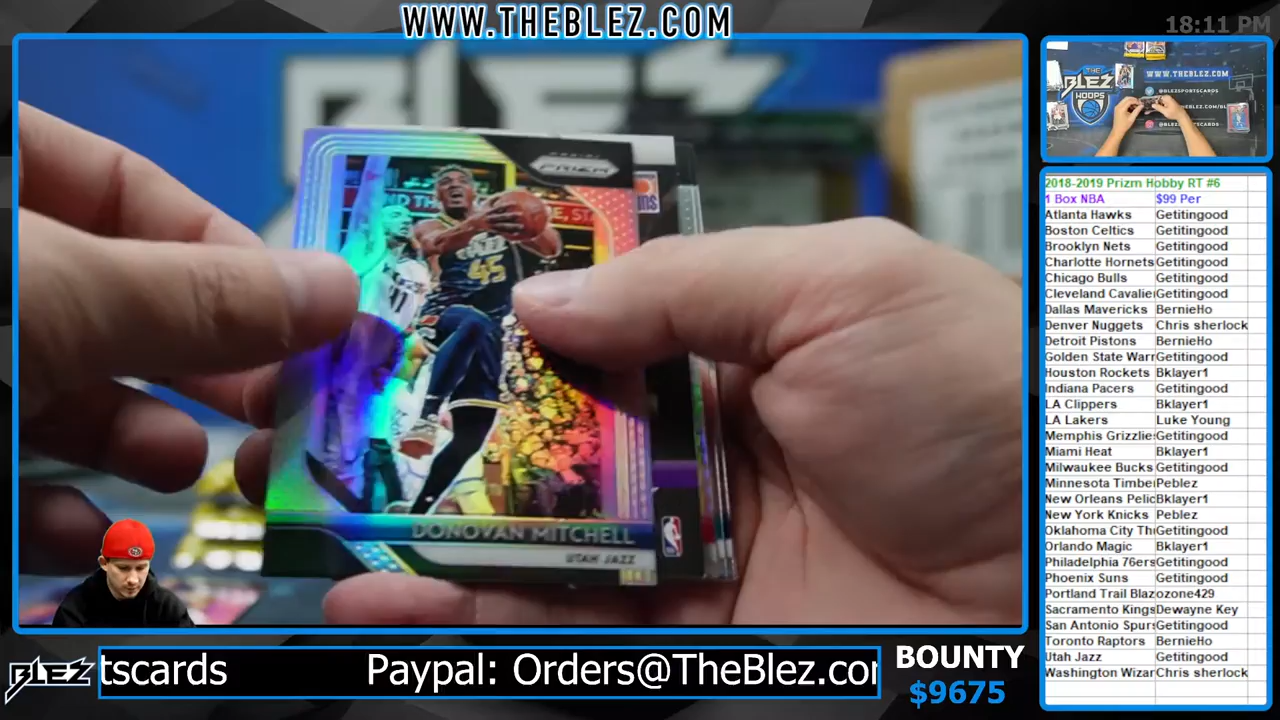 WWW.THEBLEZ.COM
18:11 PM
PANINI
PRIZM
45
DONOVAN MITCHELL
UTAH JAZZ
NBA
THE
BLEZ
HOOPS
WWW.THEBLEZ.COM
@BLEZSPORTSCARDS
2018-2019 Prizm Hobby RT #6
1 Box NBA $99 Per
Atlanta Hawks Getitingood
Boston Celtics Getitingood
Brooklyn Nets Getitingood
Charlotte Hornets Getitingood
Chicago Bulls Getitingood
Cleveland Cavalie Getitingood
Dallas Mavericks BernieHo
Denver Nuggets Chris sherlock
Detroit Pistons BernieHo
Golden State Warr Getitingood
Houston Rockets Bklayer1
Indiana Pacers Getitingood
LA Clippers Bklayer1
LA Lakers Luke Young
Memphis Grizzlie Getitingood
Miami Heat Bklayer1
Milwaukee Bucks Getitingood
Minnesota Timbe Peblez
New Orleans Pelic Bklayer1
New York Knicks Peblez
Oklahoma City Th Getitingood
Orlando Magic Bklayer1
Philadelphia 76ers Getitingood
Phoenix Suns Getitingood
Portland Trail Blaz ozone429
Sacramento Kings Dewayne Key
San Antonio Spurs Getitingood
Toronto Raptors BernieHo
Utah Jazz Getitingood
Washington Wizar Chris sherlock
BLEZ
tscards Paypal: Orders@TheBlez.com
BOUNTY
$9675